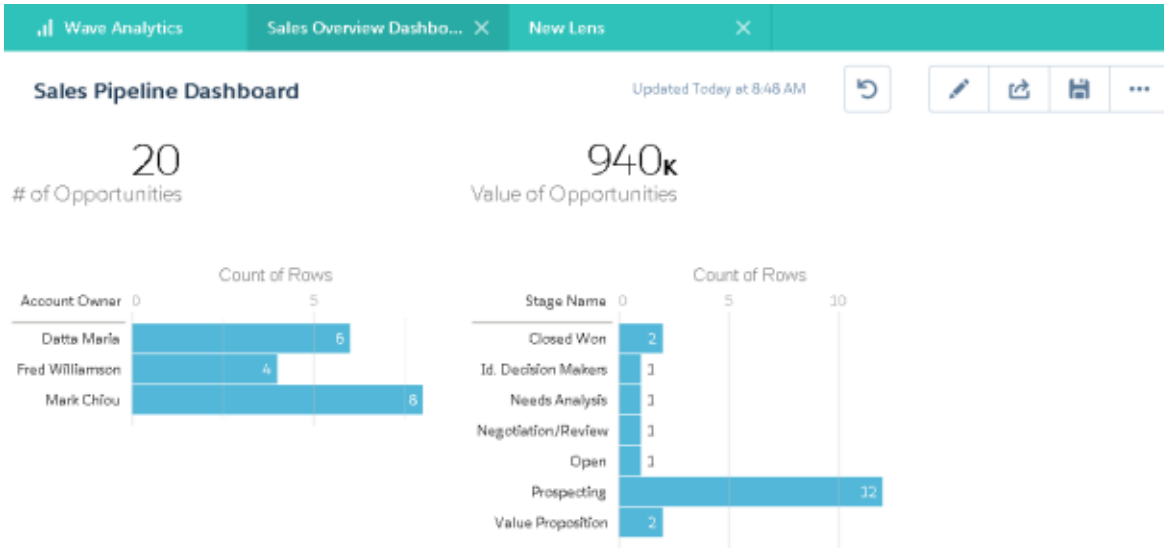 Wave Analytics
Sales Overview Dashbo...
New Lens
Sales Pipeline Dashboard
Updated Today at 8:48 AM
20
# of Opportunities
940K
Value of Opportunities
Count of Rows
Account Owner 0 5
Datta Maria 6
Fred Williamson 4
Mark Chiou 8
Count of Rows
Stage Name 0 5 10
Closed Won 2
Id. Decision Makers 1
Needs Analysis 1
Negotiation/Review 1
Open 1
Prospecting 12
Value Proposition 2